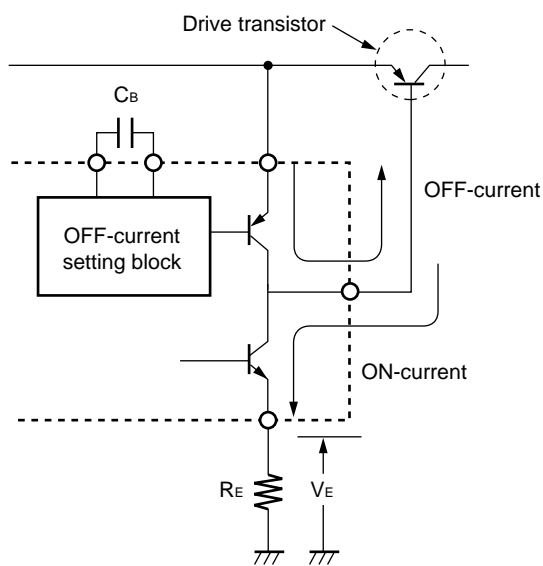 Drive transistor
CB
OFF-current
OFF-current
setting block
ON-current
RE
VE